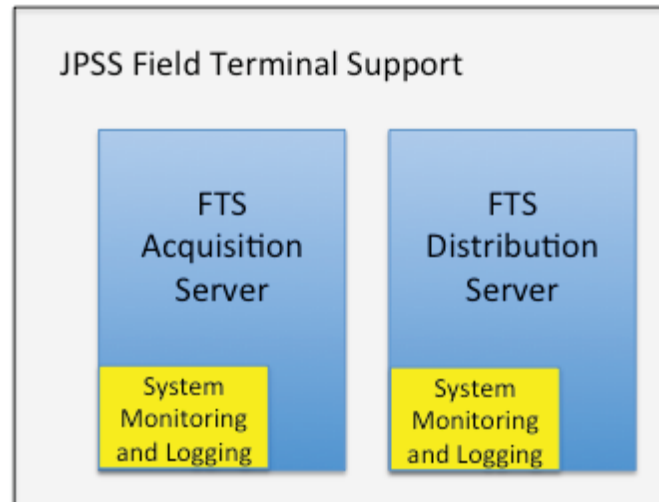 JPSS Field Terminal Support
FTS
Acquisition
Server
System
Monitoring
and Logging
FTS
Distribution
Server
System
Monitoring
and Logging